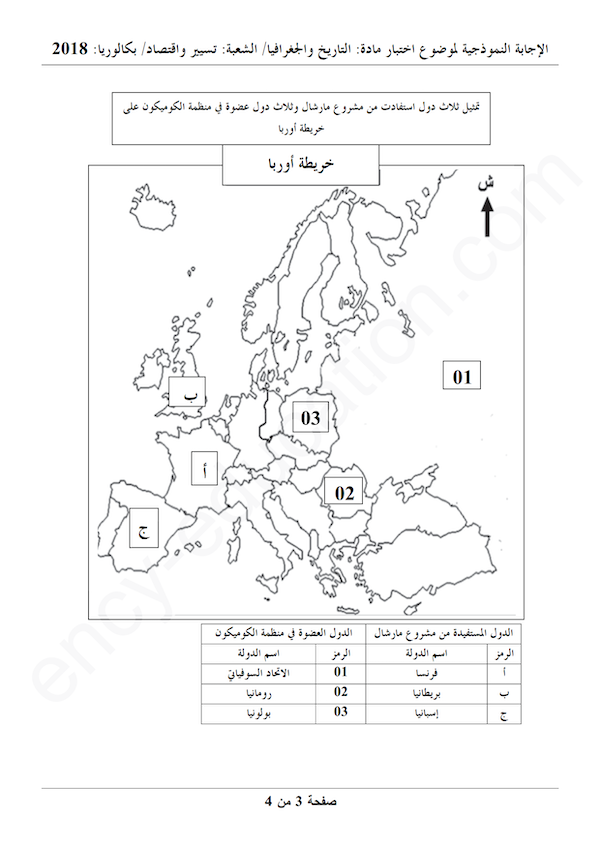 الإجابة النموذجية لموضوع اختبار مادة: التاريخ والجغرافيا/ الشعبة: تسيير واقتصاد/ بكالوريا: 2018
تمثيل ثلاث دول استفادت من مشروع مارشال وثلاث دول عضوة في منظمة الكوميكون على
خريطة أوربا
خريطة أوربا
ش
01
ب
03
أ
02
ج
الدول المستفيدة من مشروع مارشال الدول العضوة في منظمة الكوميكون
الرمز اسم الدولة الرمز اسم الدولة
أ فرنسا 01 الاتحاد السوفياتي
ب بريطانيا 02 رومانيا
ج إسبانيا 03 بولونيا
صفحة 3 من 4
ency-education.com